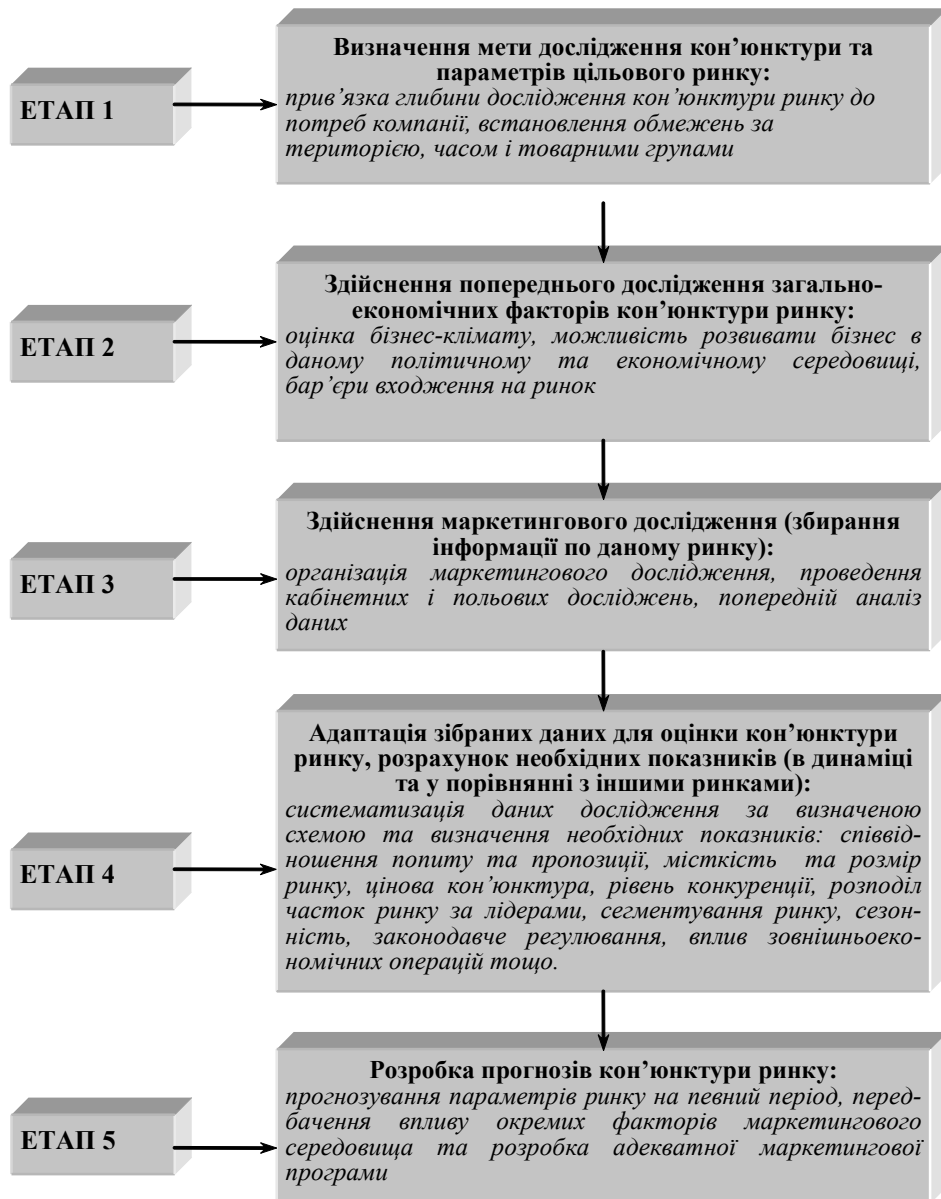 Визначення мети дослідження кон’юнктури та
параметрів цільового ринку:
ЕТАП 1
прив’язка глибини дослідження кон’юнктури ринку до
потреб компанії, встановлення обмежень за
територією, часом і товарними групами
Здійснення попереднього дослідження загально-
економічних факторів кон’юнктури ринку:
ЕТАП 2
оцінка бізнес-клімату, можливість розвивати бізнес в
даному політичному та економічному середовищі,
бар’єри входження на ринок
Здійснення маркетингового дослідження (збирання
інформації по даному ринку):
ЕТАП 3
організація маркетингового дослідження, проведення
кабінетних і польових досліджень, попередній аналіз
даних
Адаптація зібраних даних для оцінки кон’юнктури
ринку, розрахунок необхідних показників (в динаміці
та у порівнянні з іншими ринками):
ЕТАП 4
систематизація даних дослідження за визначеною
схемою та визначення необхідних показників: співвід-
ношення попиту та пропозиції, місткість та розмір
ринку, цінова кон’юнктура, рівень конкуренції, розподіл
часток ринку за лідерами, сегментування ринку, сезон-
ність, законодавче регулювання, вплив зовнішньоеко-
номічних операцій тощо.
Розробка прогнозів кон’юнктури ринку:
ЕТАП 5
прогнозування параметрів ринку на певний період, перед-
бачення впливу окремих факторів маркетингового
середовища та розробка адекватної маркетингової
програми